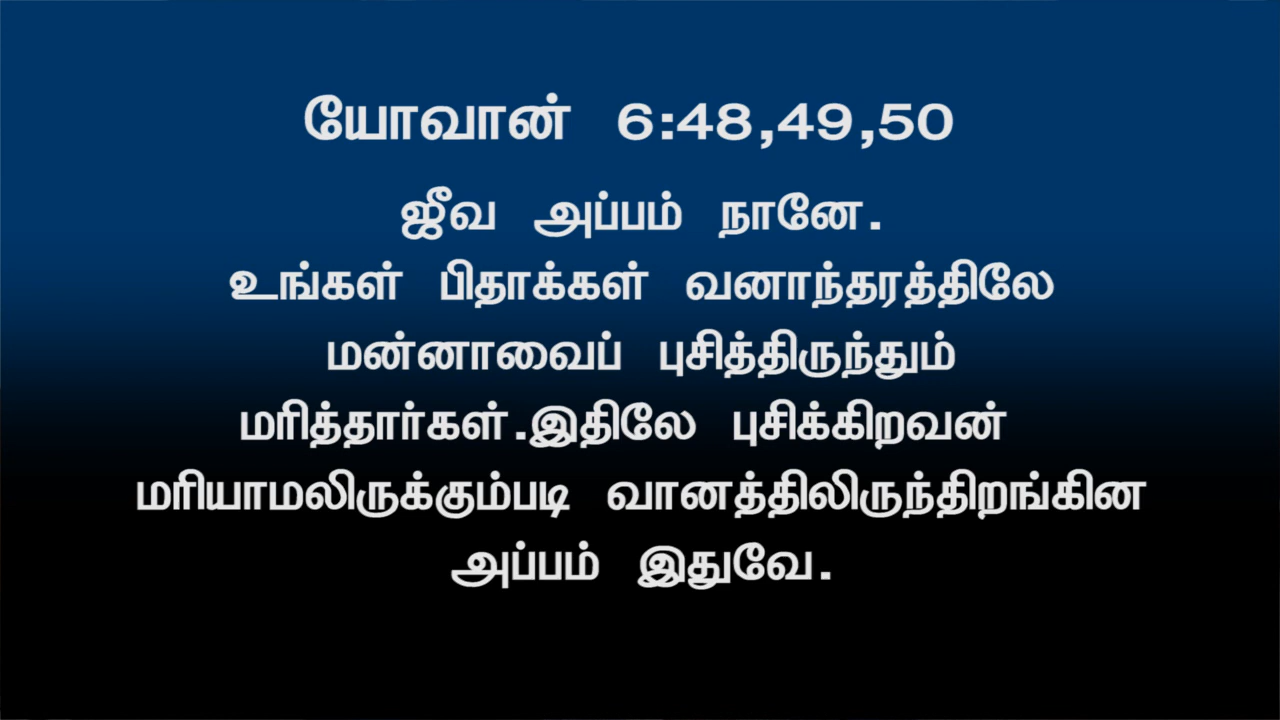 யோவான் 6:48,49,50
ஜீவ அப்பம் நானே.
உங்கள் பிதாக்கள் வனாந்தரத்திலே
மன்னாவைப் புசித்திருந்தும்
மரித்தார்கள்.இதிலே புசிக்கிறவன்
மரியாமலிருக்கும்படி வானத்திலிருந்திறங்கின
அப்பம் இதுவே.